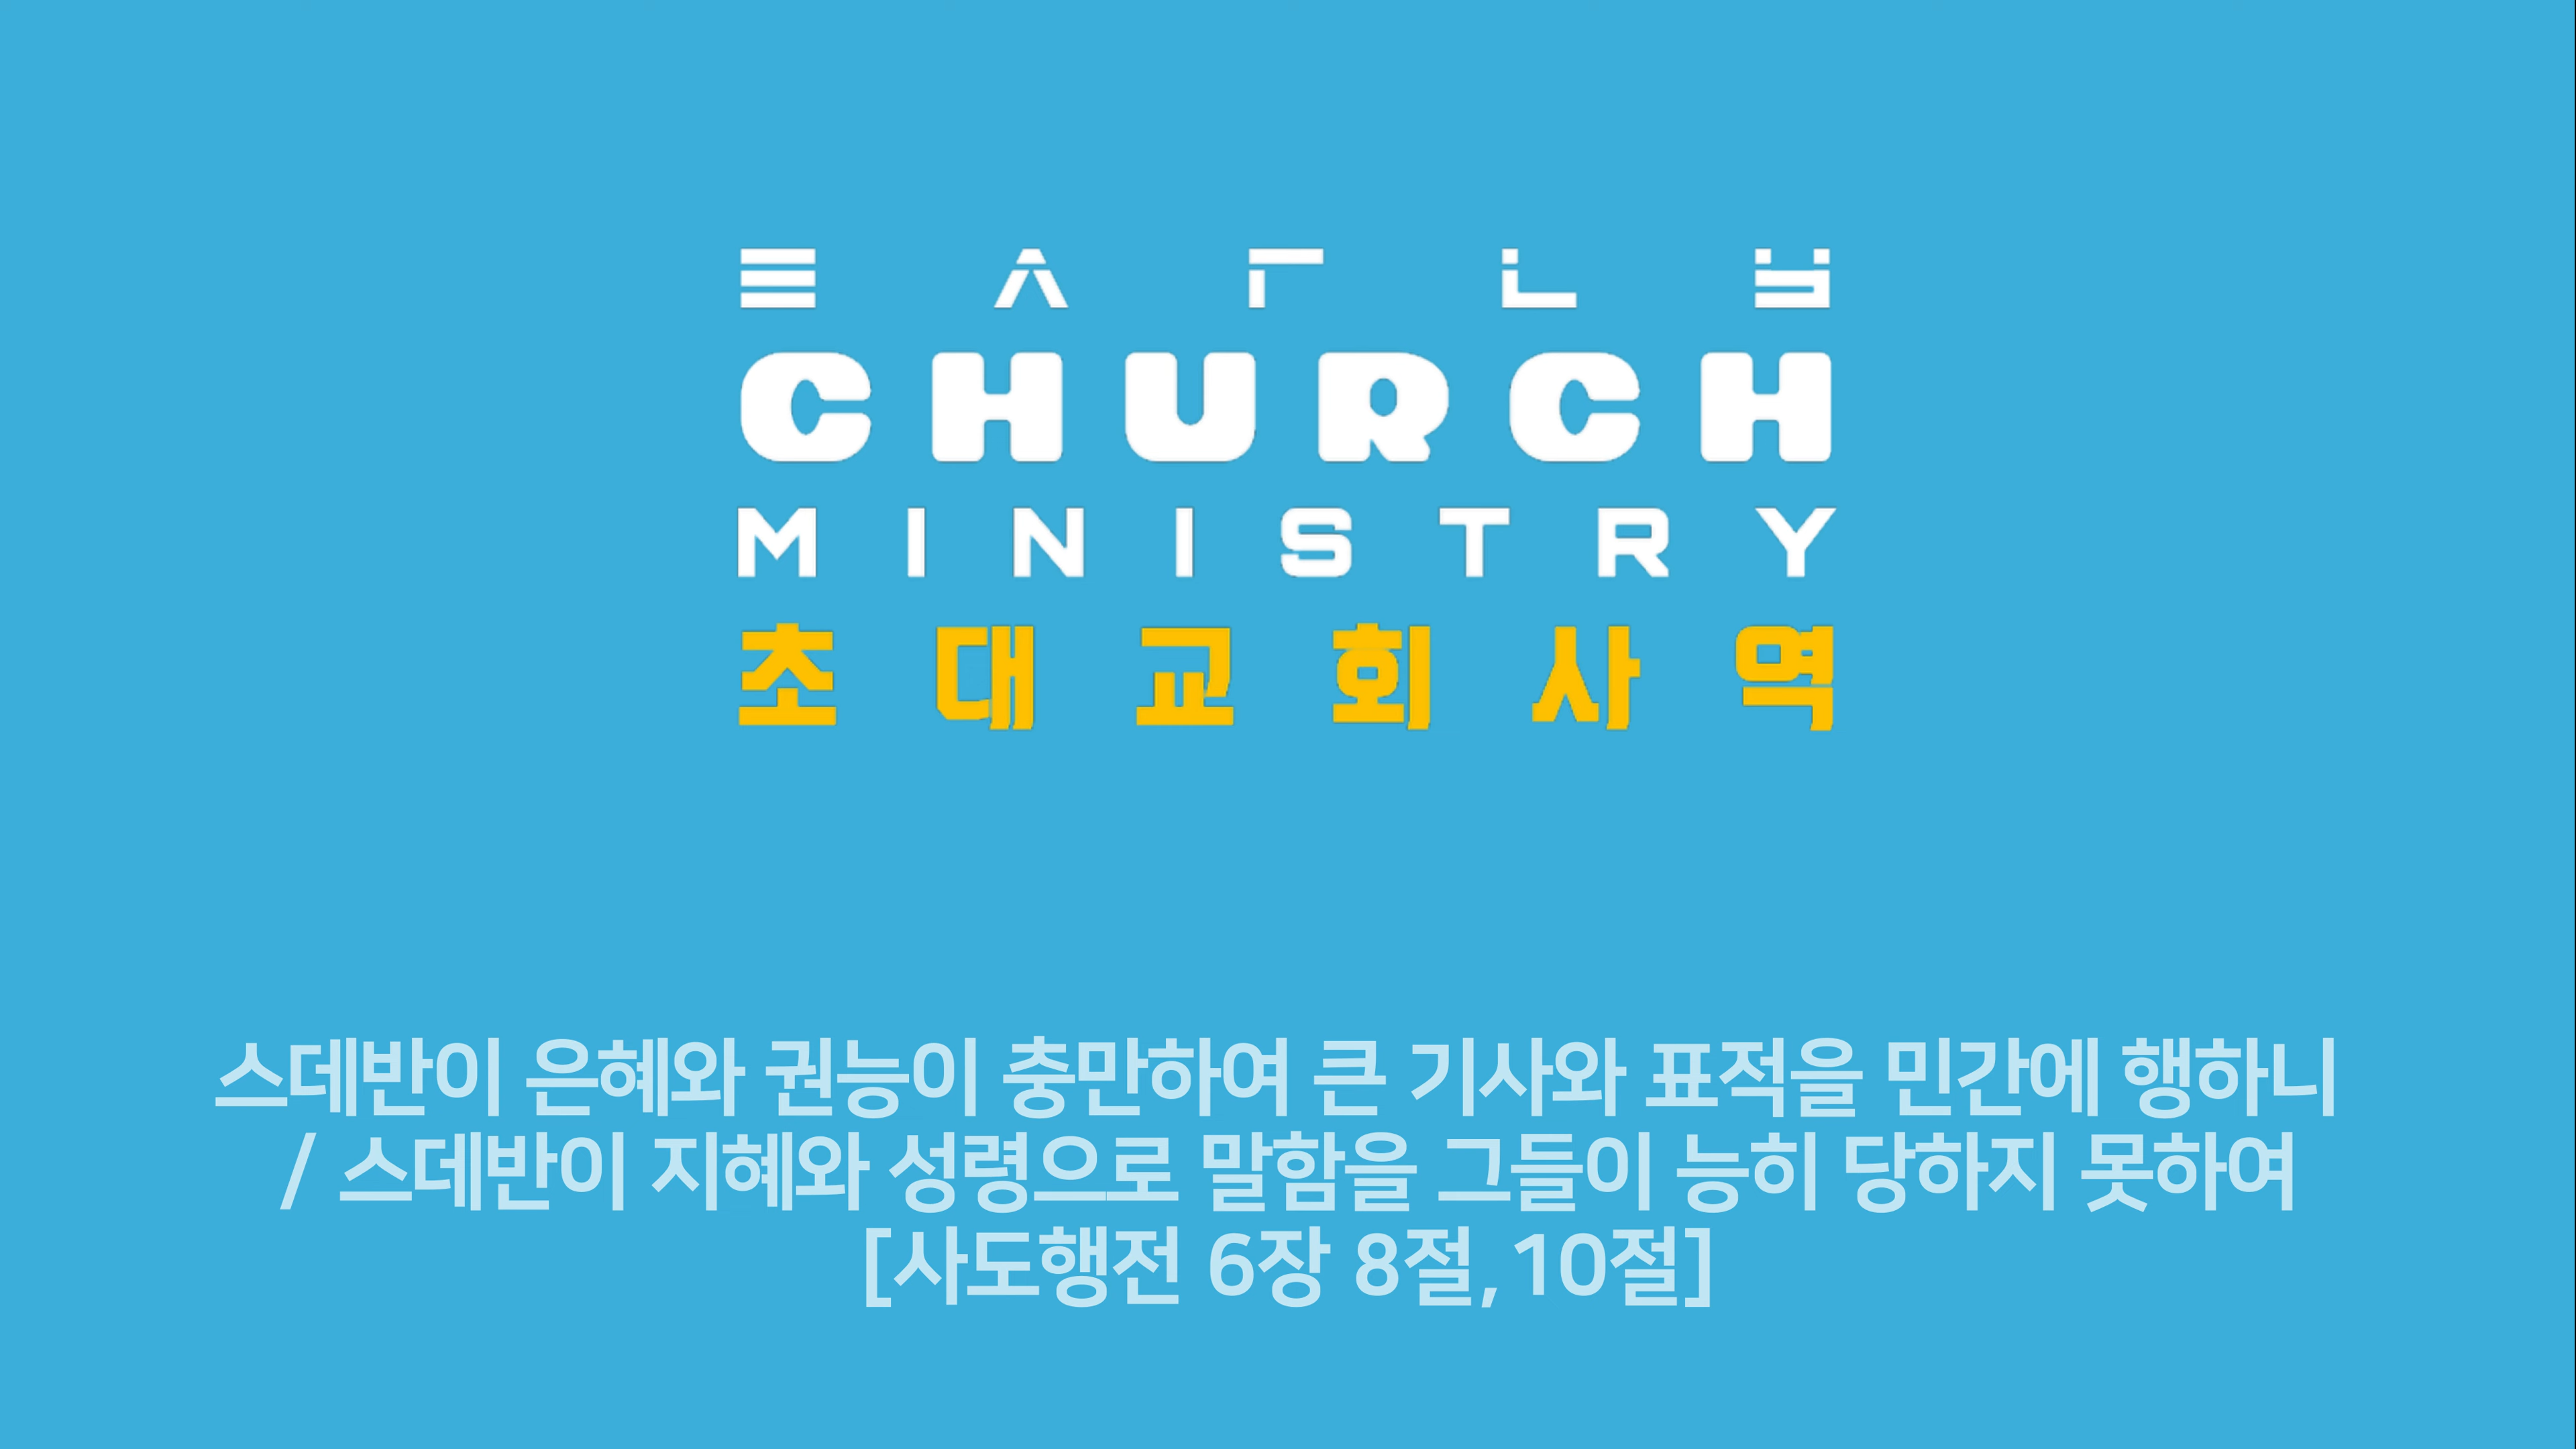 EARLY
CHURCH
MINISTRY
초대교회사역
스데반이 은혜와 권능이 충만하여 큰 기사와 표적을 민간에 행하니
/ 스데반이 지혜와 성령으로 말함을 그들이 능히 당하지 못하여
[사도행전 6장 8절, 10절]